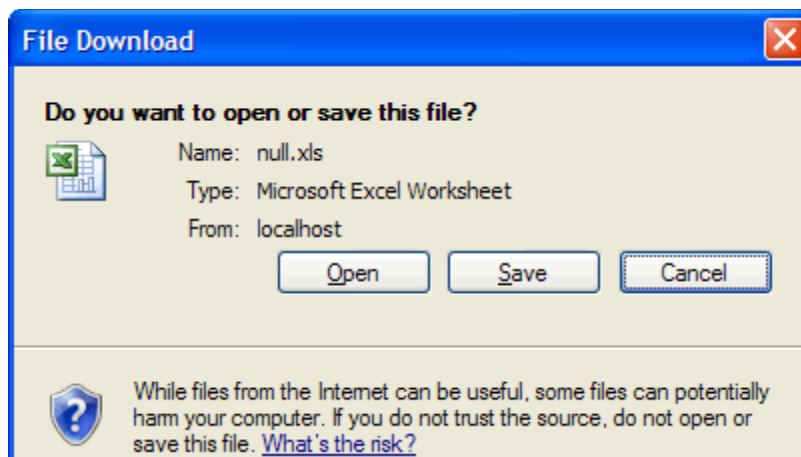 File Download
Do you want to open or save this file?
Name: null.xls
Type: Microsoft Excel Worksheet
From: localhost
Open Save Cancel
While files from the Internet can be useful, some files can potentially
harm your computer. If you do not trust the source, do not open or
save this file. What's the risk?